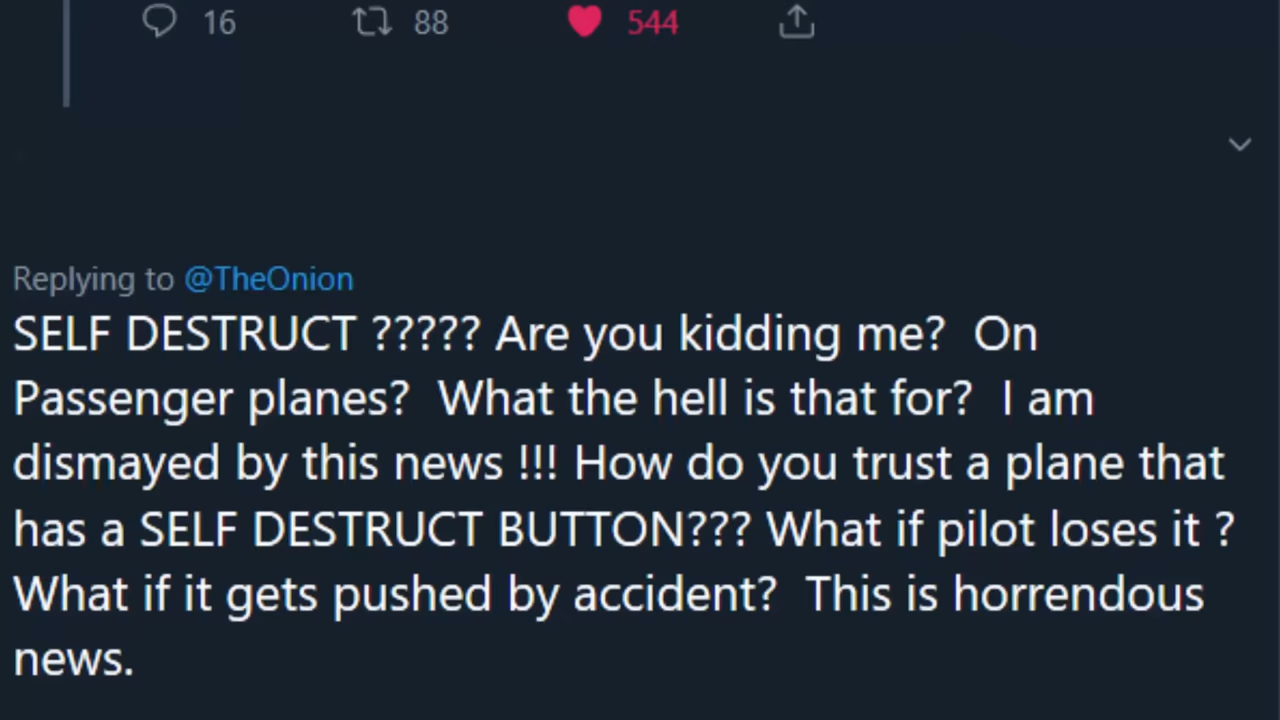 16 88 544
Replying to @TheOnion
SELF DESTRUCT ????? Are you kidding me?  On
Passenger planes?  What the hell is that for?  I am
dismayed by this news !!! How do you trust a plane that
has a SELF DESTRUCT BUTTON??? What if pilot loses it ?
What if it gets pushed by accident?  This is horrendous
news.